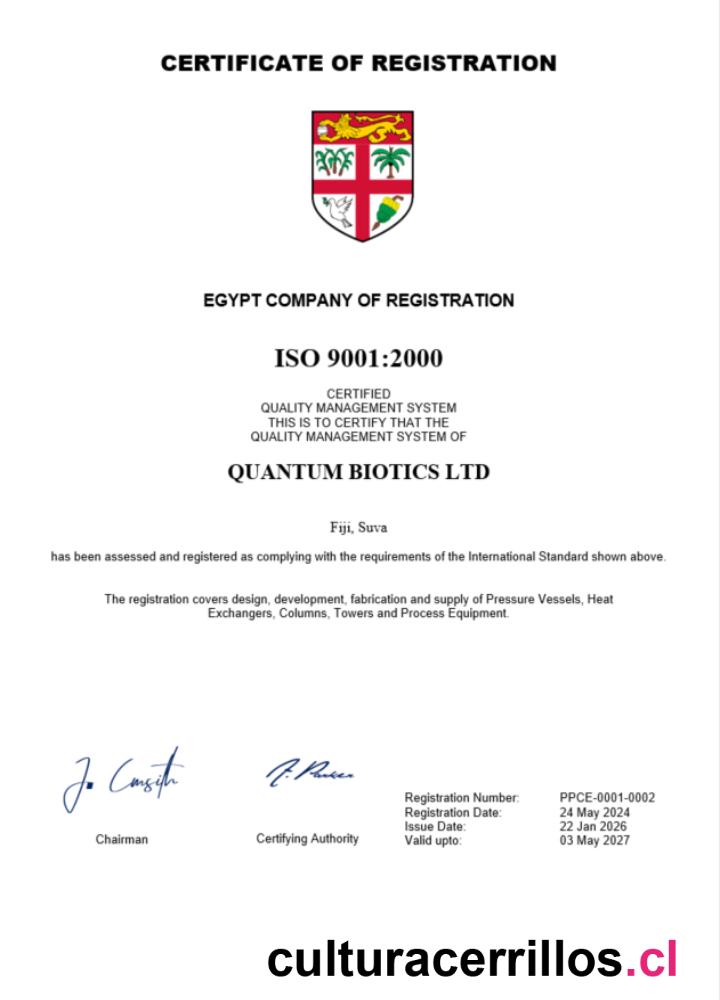 CERTIFICATE OF REGISTRATION
EGYPT COMPANY OF REGISTRATION
ISO 9001:2000
CERTIFIED
QUALITY MANAGEMENT SYSTEM
THIS IS TO CERTIFY THAT THE
QUALITY MANAGEMENT SYSTEM OF
QUANTUM BIOTICS LTD
Fiji, Suva
has been assessed and registered as complying with the requirements of the International Standard shown above.
The registration covers design, development, fabrication and supply of Pressure Vessels, Heat
Exchangers, Columns, Towers and Process Equipment.
Chairman
Certifying Authority
Registration Number: PPCE-0001-0002
Registration Date: 24 May 2024
Issue Date: 22 Jan 2026
Valid upto: 03 May 2027
culturacerrillos.cl